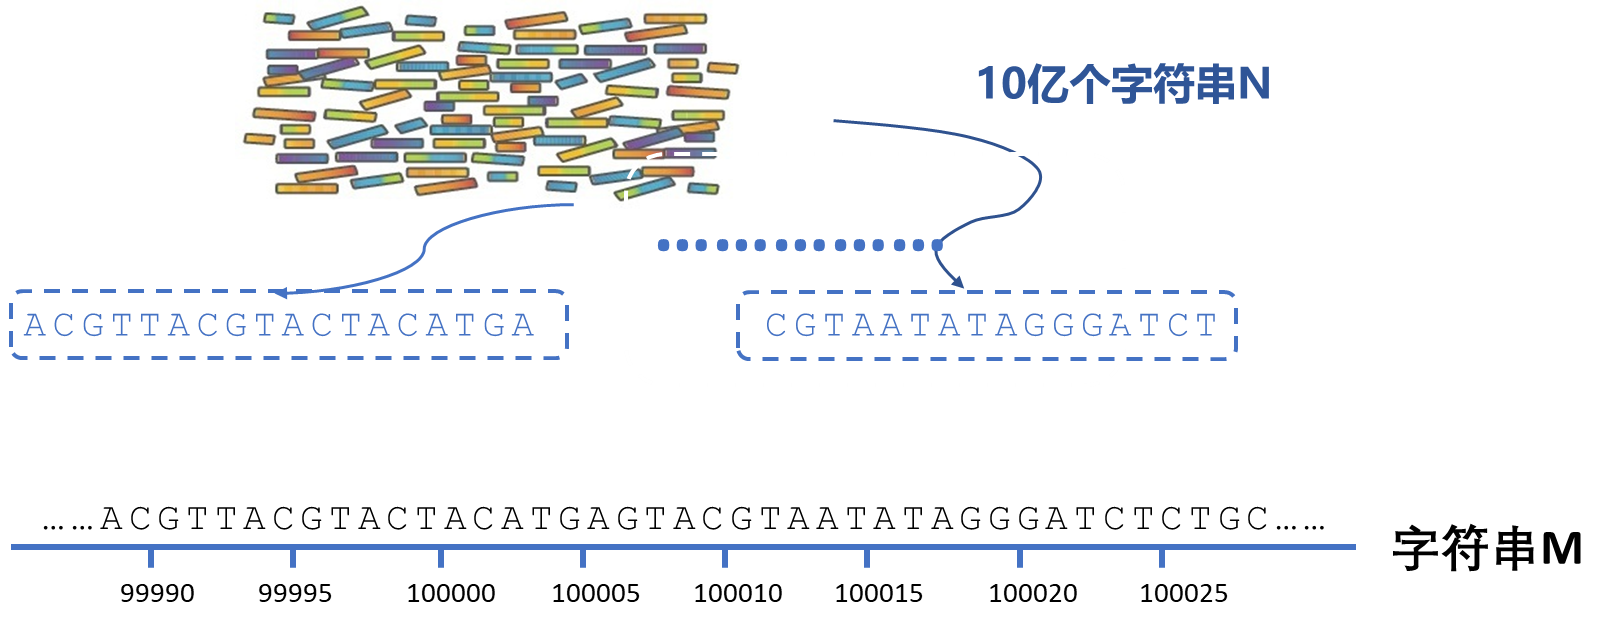 10亿个字符串N
ACGTTACGTACTACATGA
CGTAATATAGGGATCT
……ACGTTACGTACTACATGAGTACGTAATATAGGGATCTCTGC……
字符串M
99990 99995 100000 100005 100010 100015 100020 100025